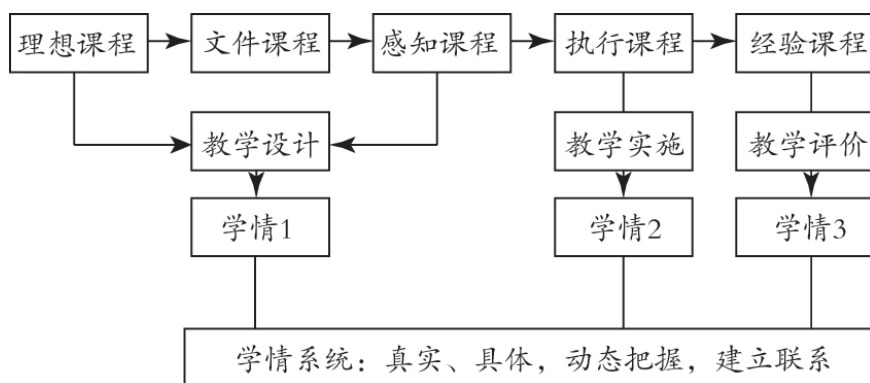 理想课程 文件课程 感知课程 执行课程 经验课程
教学设计 教学实施 教学评价
学情1 学情2 学情3
学情系统：真实、具体，动态把握，建立联系